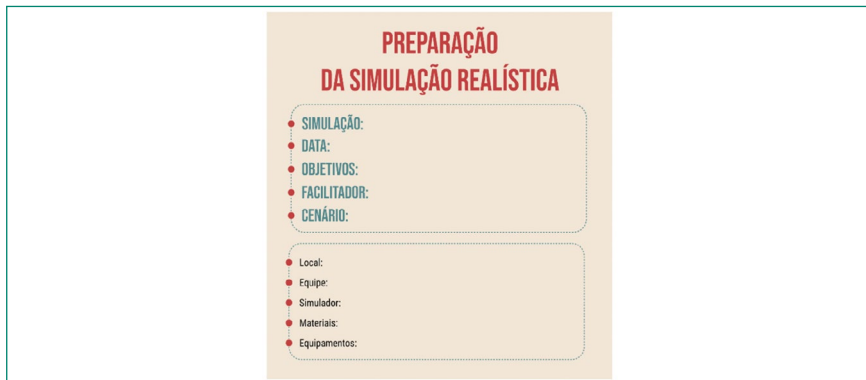 PREPARAÇÃO
DA SIMULAÇÃO REALÍSTICA
SIMULAÇÃO:
DATA:
OBJETIVOS:
FACILITADOR:
CENÁRIO:
Local:
Equipe:
Simulador:
Materiais:
Equipamentos: